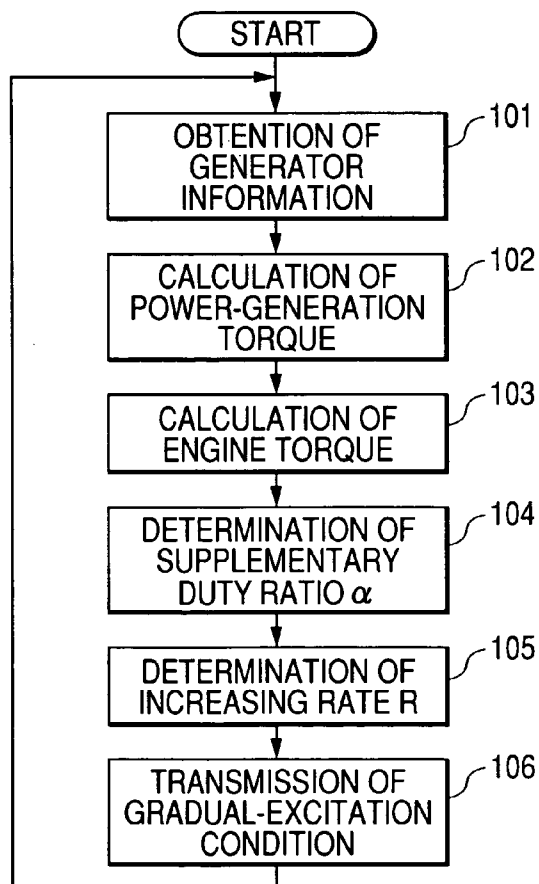 START
OBTENTION OF
GENERATOR
INFORMATION
101
CALCULATION OF
POWER-GENERATION
TORQUE
102
CALCULATION OF
ENGINE TORQUE
103
DETERMINATION OF
SUPPLEMENTARY
DUTY RATIO α
104
DETERMINATION OF
INCREASING RATE R
105
TRANSMISSION OF
GRADUAL-EXCITATION
CONDITION
106